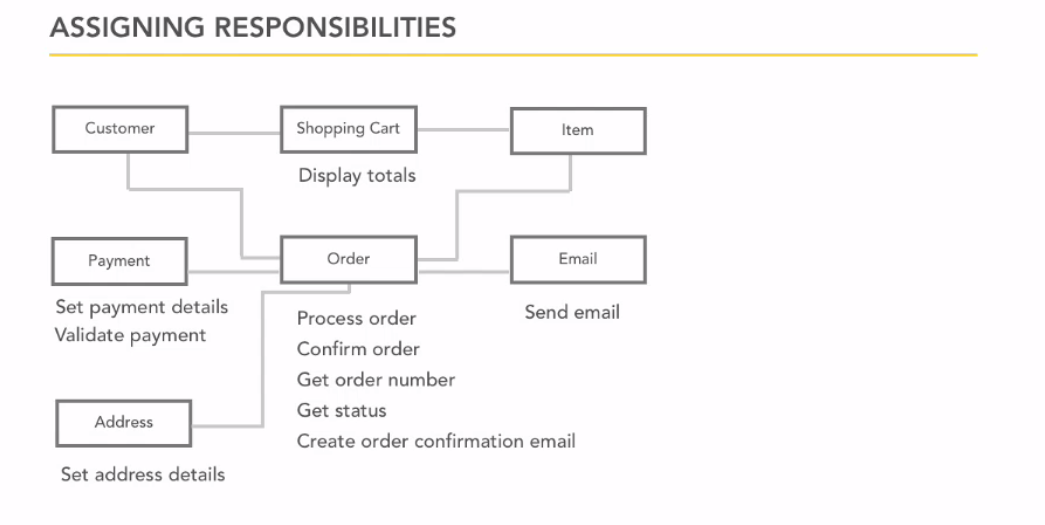 ASSIGNING RESPONSIBILITIES
Customer
Shopping Cart
Item
Display totals
Payment
Order
Email
Set payment details
Validate payment
Process order
Confirm order
Get order number
Get status
Create order confirmation email
Send email
Address
Set address details